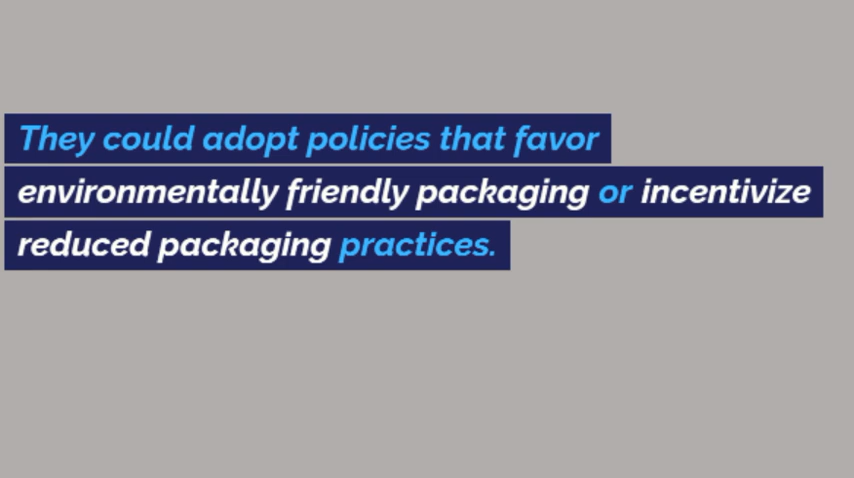 They could adopt policies that favor
environmentally friendly packaging or incentivize
reduced packaging practices.